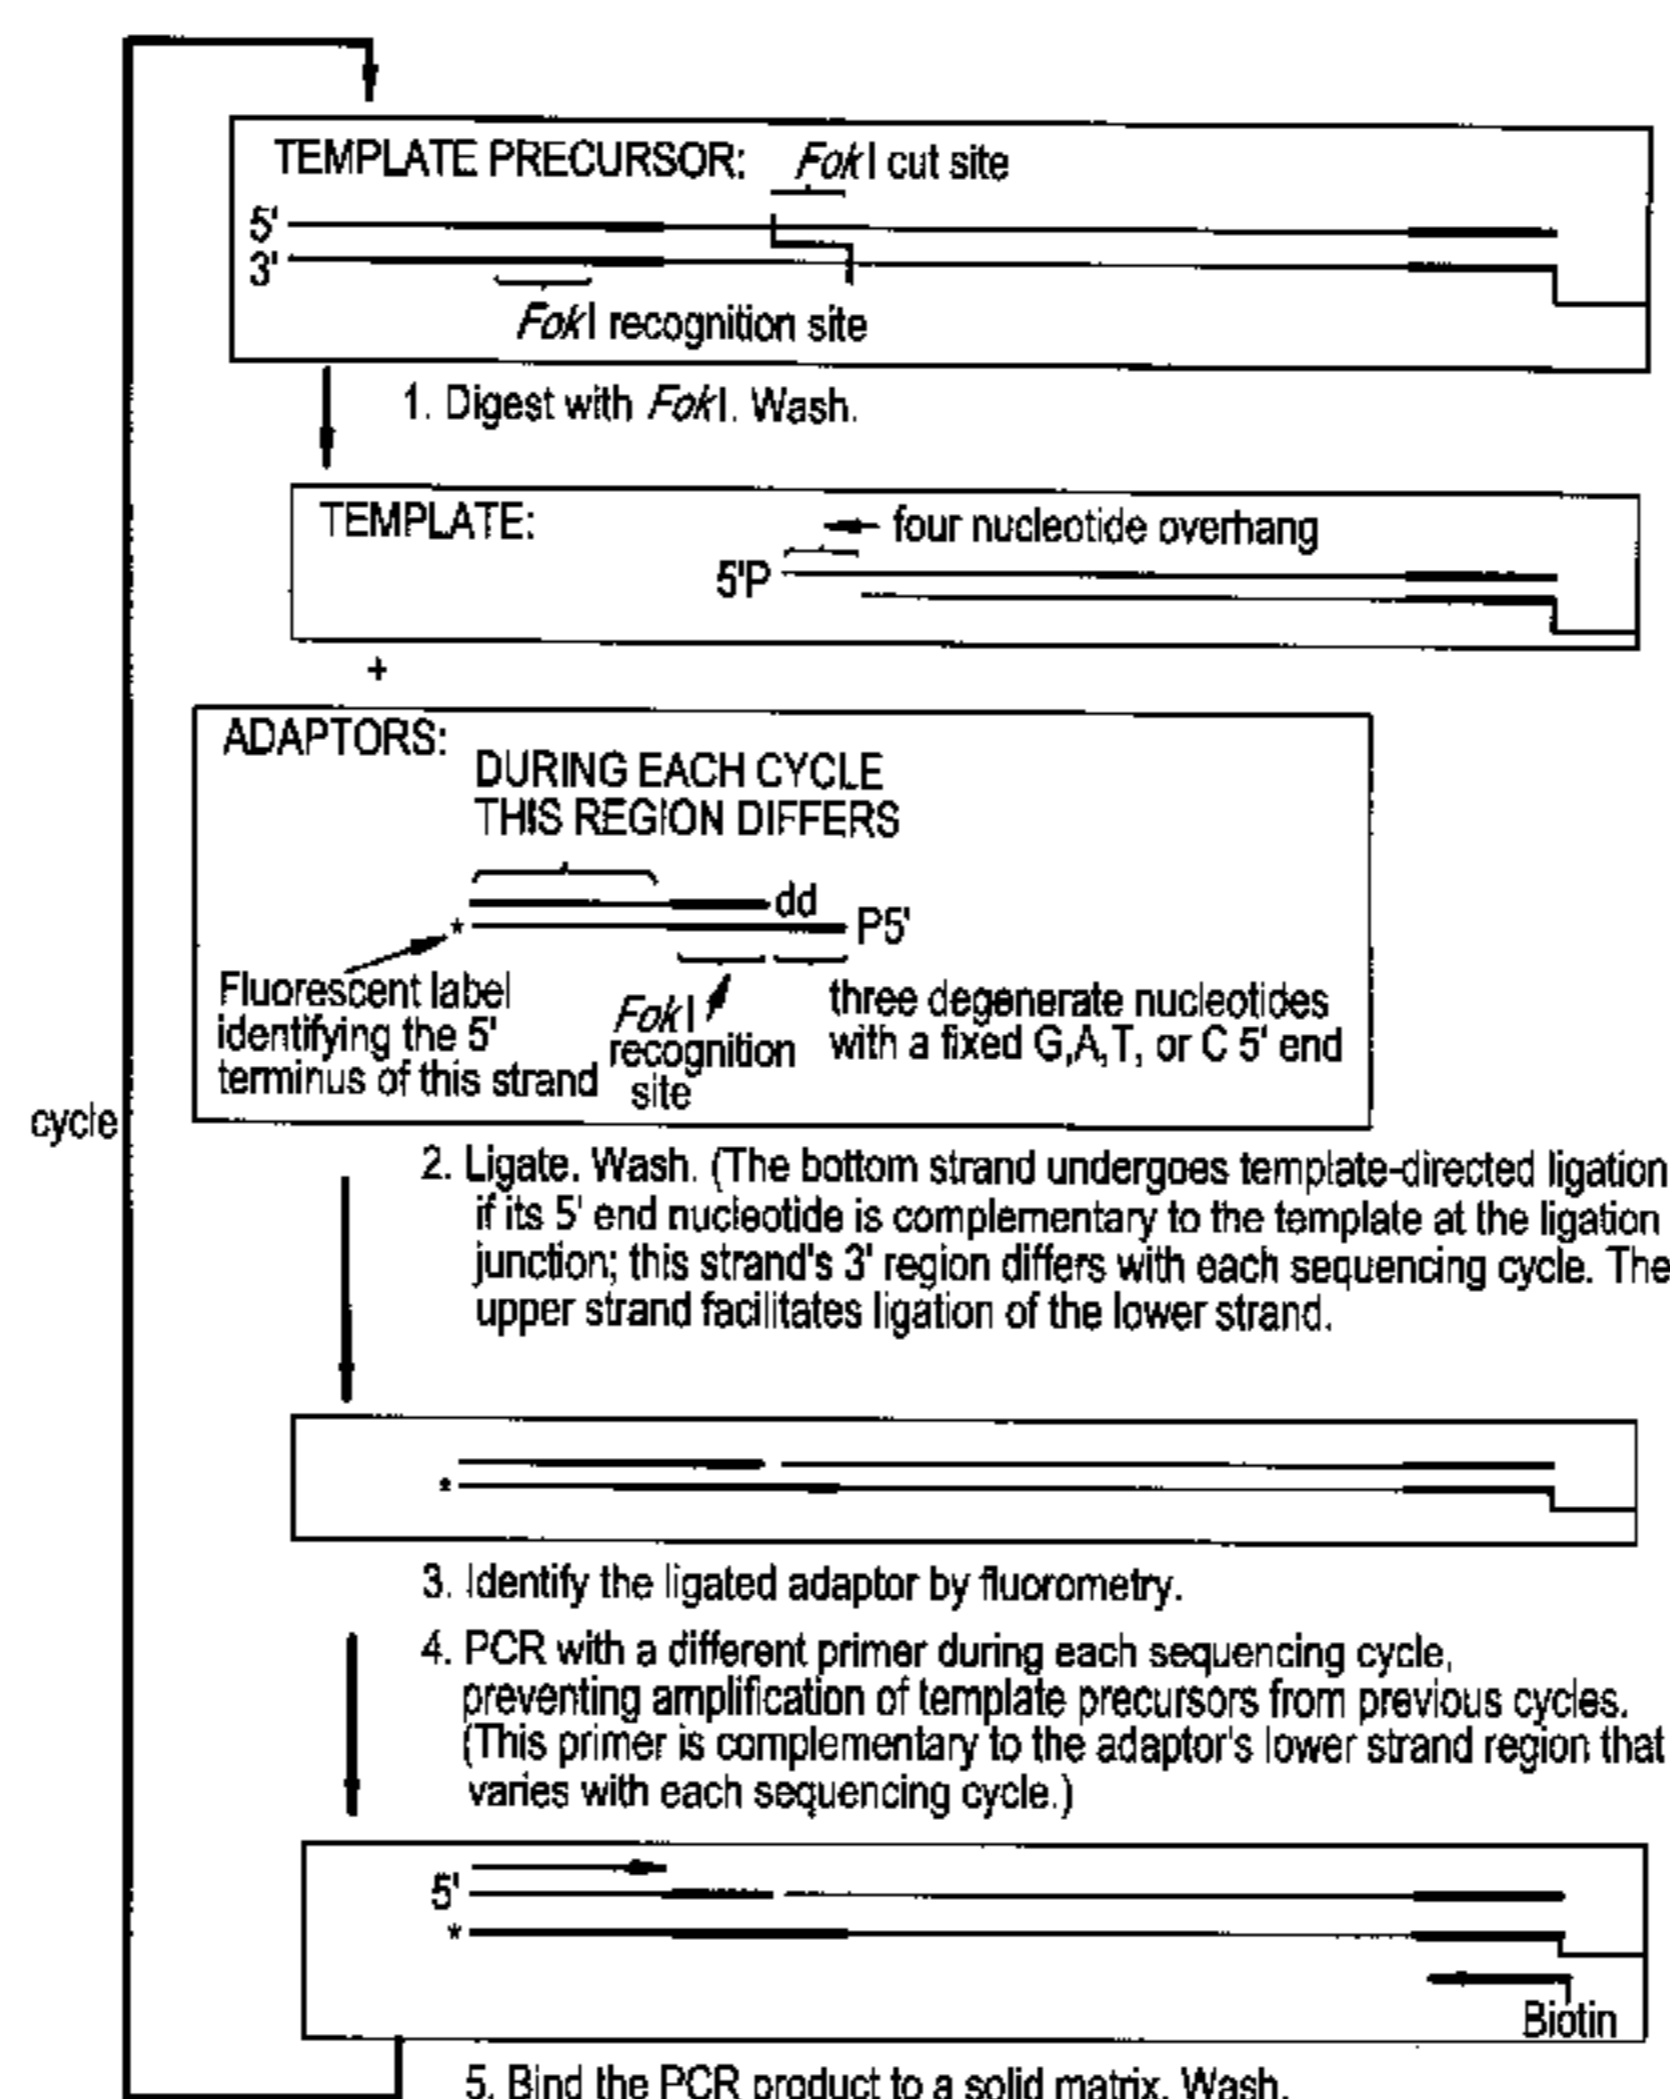 TEMPLATE PRECURSOR: FokI cut site
5'
3'
FokI recognition site
1. Digest with FokI. Wash.
TEMPLATE:
four nucleotide overhang
5'P
+
ADAPTORS:
DURING EACH CYCLE
THIS REGION DIFFERS
dd
* P5'
Fluorescent label
identifying the 5'
terminus of this strand
FokI
recognition
site
three degenerate nucleotides
with a fixed G,A,T, or C 5' end
cycle
2. Ligate. Wash. (The bottom strand undergoes template-directed ligation
if its 5' end nucleotide is complementary to the template at the ligation
junction; this strand's 3' region differs with each sequencing cycle. The
upper strand facilitates ligation of the lower strand.
*
3. Identify the ligated adaptor by fluorometry.
4. PCR with a different primer during each sequencing cycle,
preventing amplification of template precursors from previous cycles.
(This primer is complementary to the adaptor's lower strand region that
varies with each sequencing cycle.)
5'
*
Biotin
5. Bind the PCR product to a solid matrix. Wash.